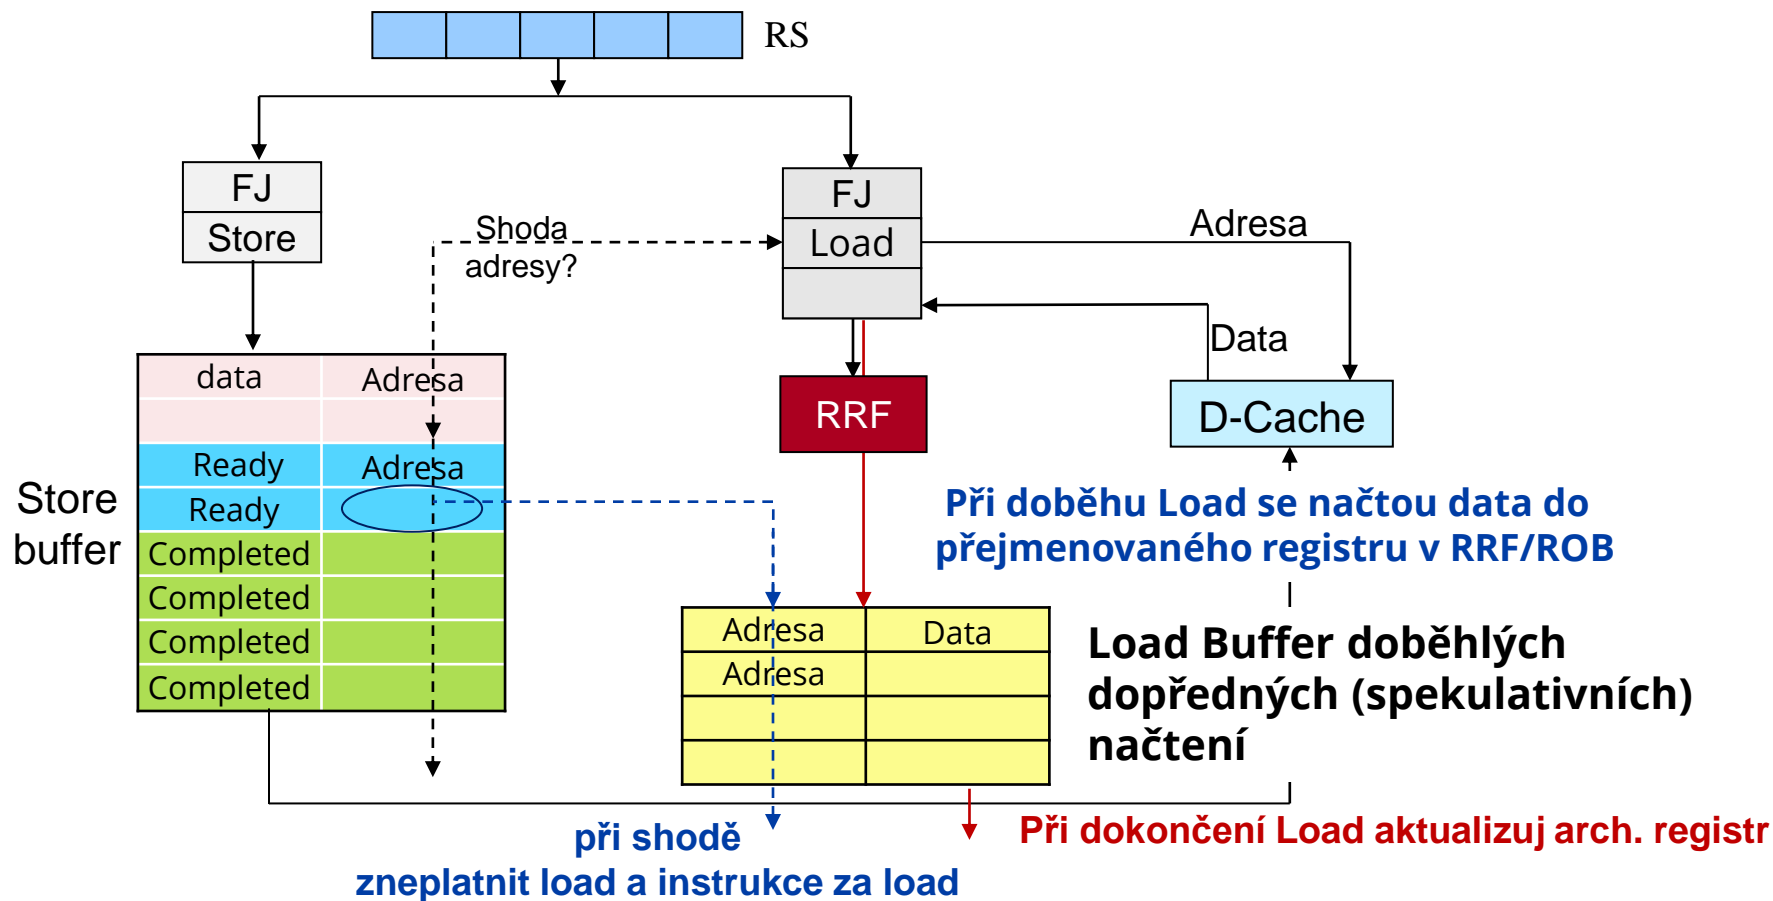 RS
FJ
Store
FJ
Load
Shoda
adresy?
Adresa
Data
data
Adresa
RRF
D-Cache
Ready
Adresa
Ready
Store
buffer
Completed
Completed
Completed
Completed
Při doběhu Load se načtou data do
přejmenovaného registru v RRF/ROB
Adresa
Data
Adresa
Load Buffer doběhlých
dopředných (spekulativních)
načtení
při shodě
zneplatnit load a instrukce za load
Při dokončení Load aktualizuj arch. registr